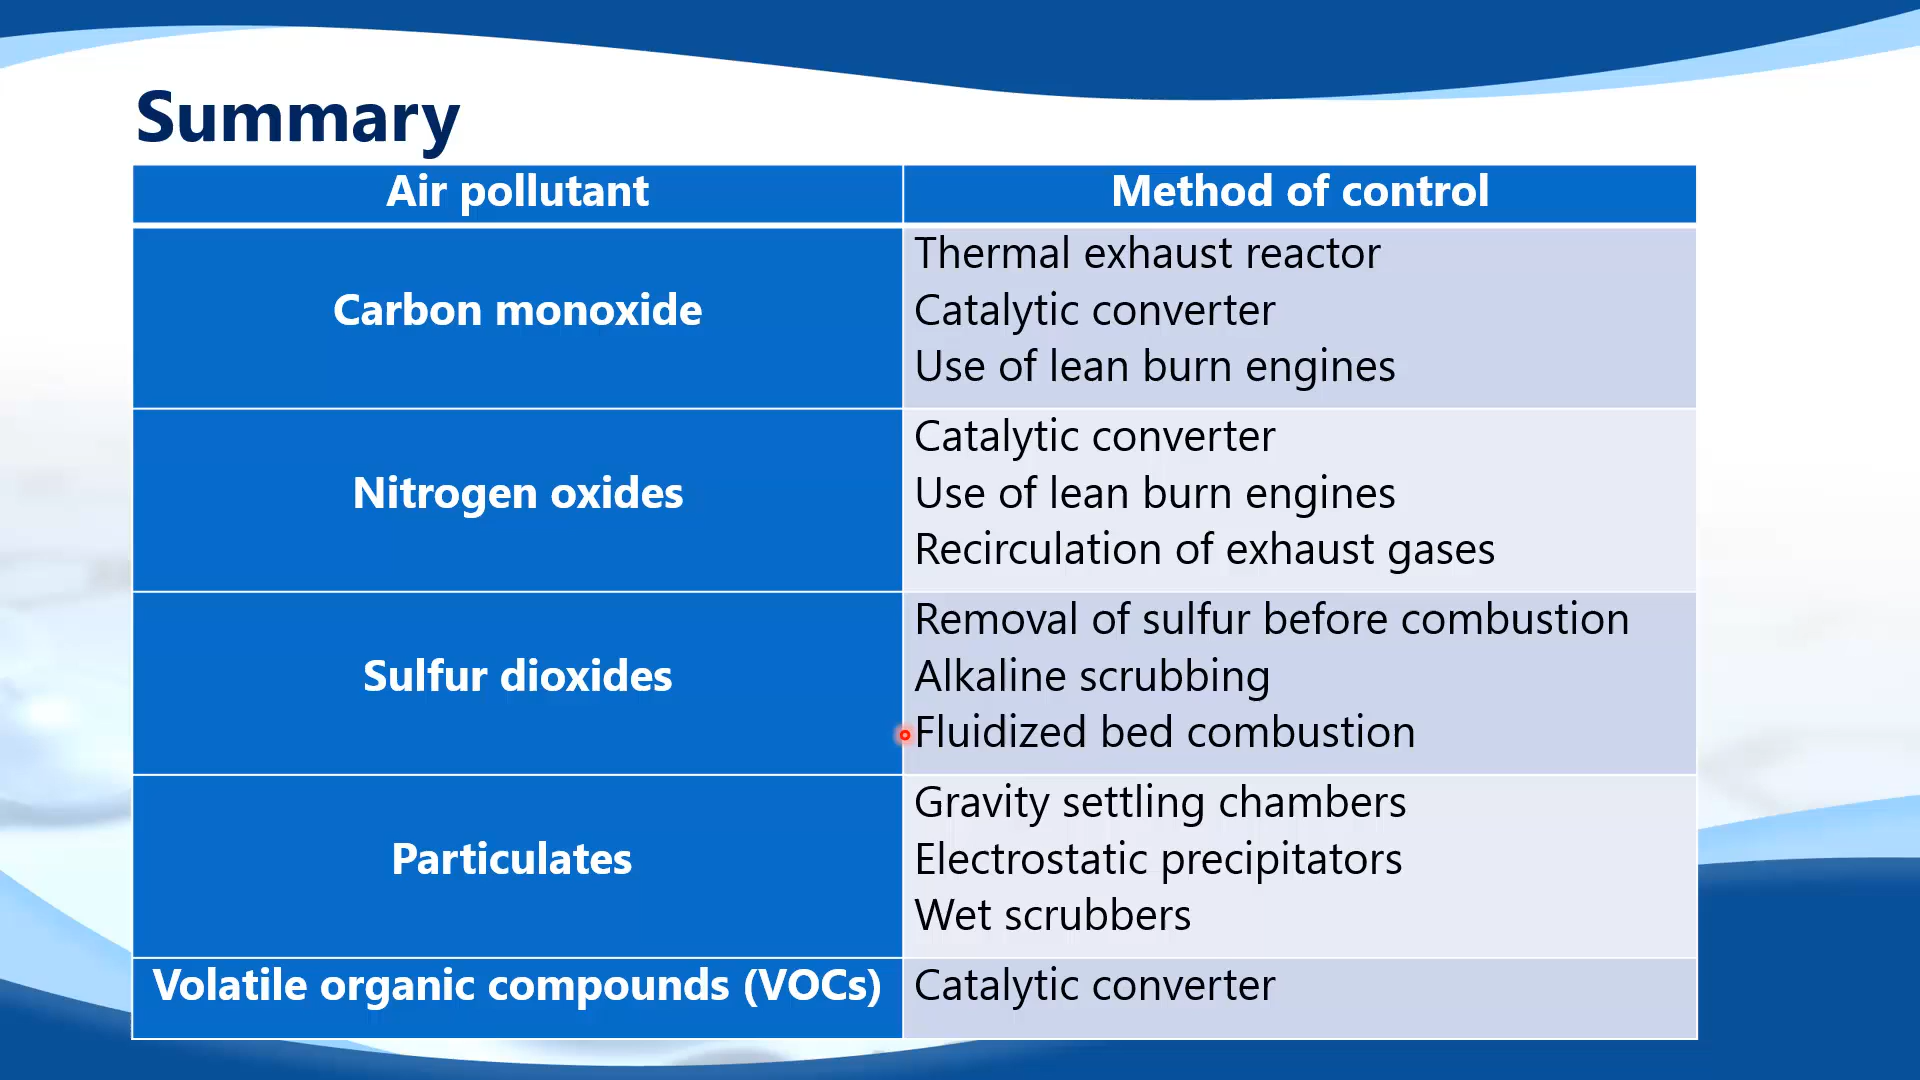 Summary
Air pollutant
Method of control
Carbon monoxide
Thermal exhaust reactor
Catalytic converter
Use of lean burn engines
Nitrogen oxides
Catalytic converter
Use of lean burn engines
Recirculation of exhaust gases
Sulfur dioxides
Removal of sulfur before combustion
Alkaline scrubbing
Fluidized bed combustion
Particulates
Gravity settling chambers
Electrostatic precipitators
Wet scrubbers
Volatile organic compounds (VOCs)
Catalytic converter